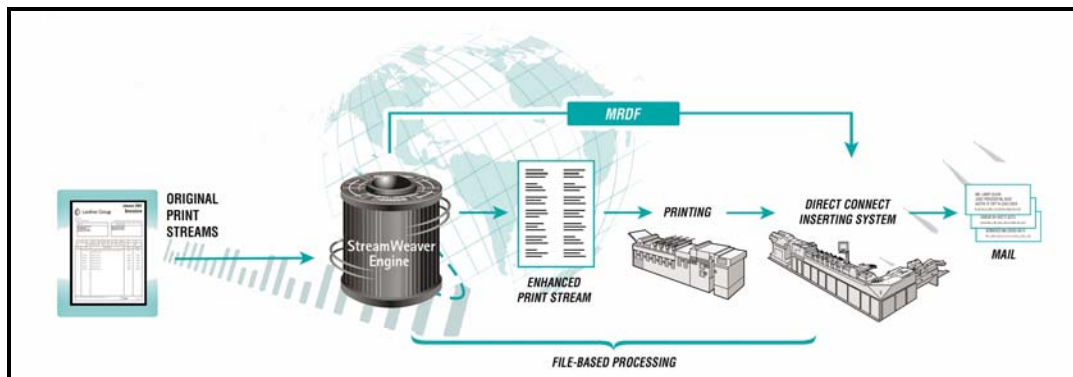 MRDF
ORIGINAL
PRINT
STREAMS
StreamWeaver
Engine
ENHANCED
PRINT STREAM
PRINTING
DIRECT CONNECT
INSERTING SYSTEM
MAIL
FILE-BASED PROCESSING